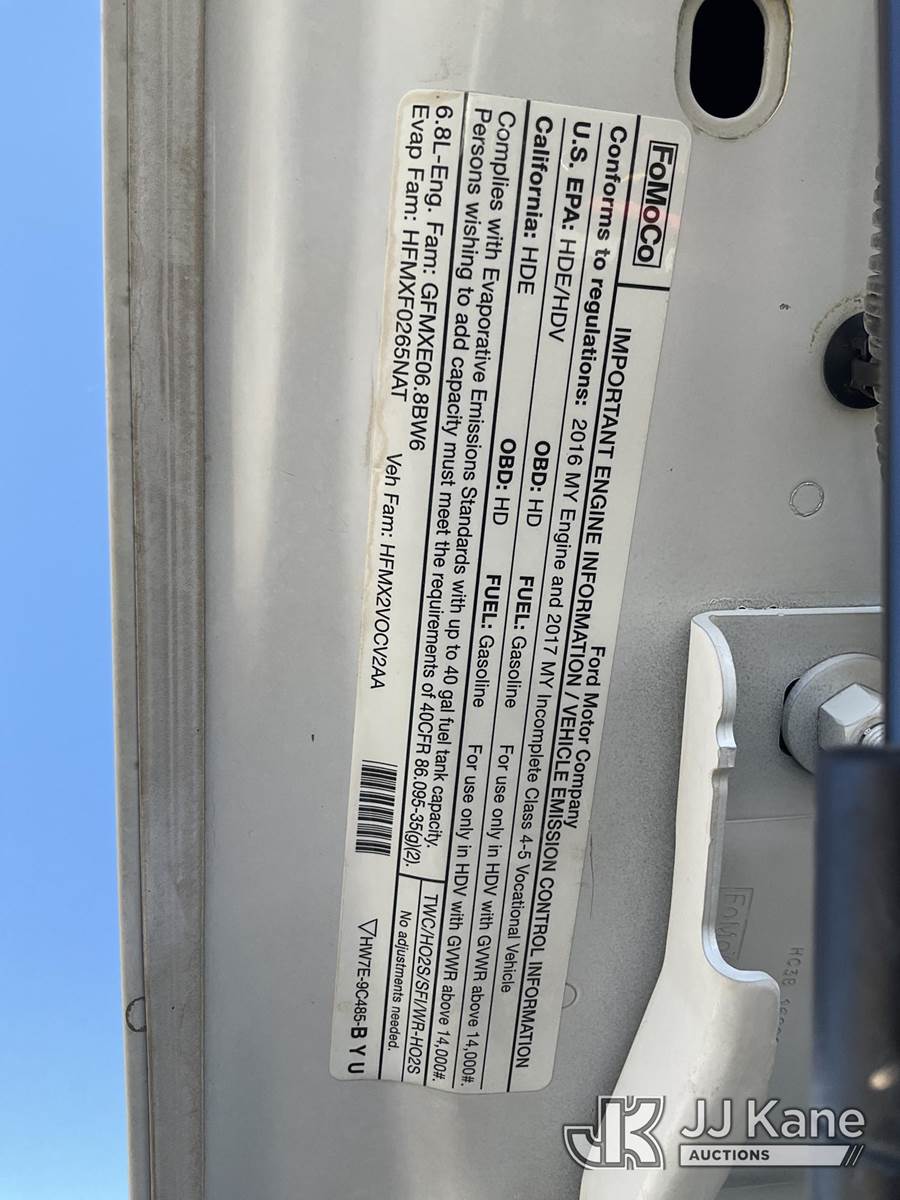 FoMoCo
Ford Motor Company
IMPORTANT ENGINE INFORMATION / VEHICLE EMISSION CONTROL INFORMATION
Conforms to regulations: 2016 MY Engine and 2017 MY Incomplete Class 4-5 Vocational Vehicle
U.S. EPA: HDE/HDV OBD: HD FUEL: Gasoline For use only in HDV with GVWR above 14,000#.
California: HDE OBD: HD FUEL: Gasoline For use only in HDV with GVWR above 14,000#.
Complies with Evaporative Emissions Standards with up to 40 gal fuel tank capacity.
Persons wishing to add capacity must meet the requirements of 40CFR 86.095-35(g)(2).
TWC/HO2S/SFI/WR-HO2S
No adjustments needed.
6.8L-Eng. Fam: GFMXE06.8BW6
Evap Fam: HFMXF0265NAT Veh Fam: HFMX2VOCV2AA
HW7E-9C485-B Y U
FoMo
HC3B
JK JJ Kane
AUCTIONS